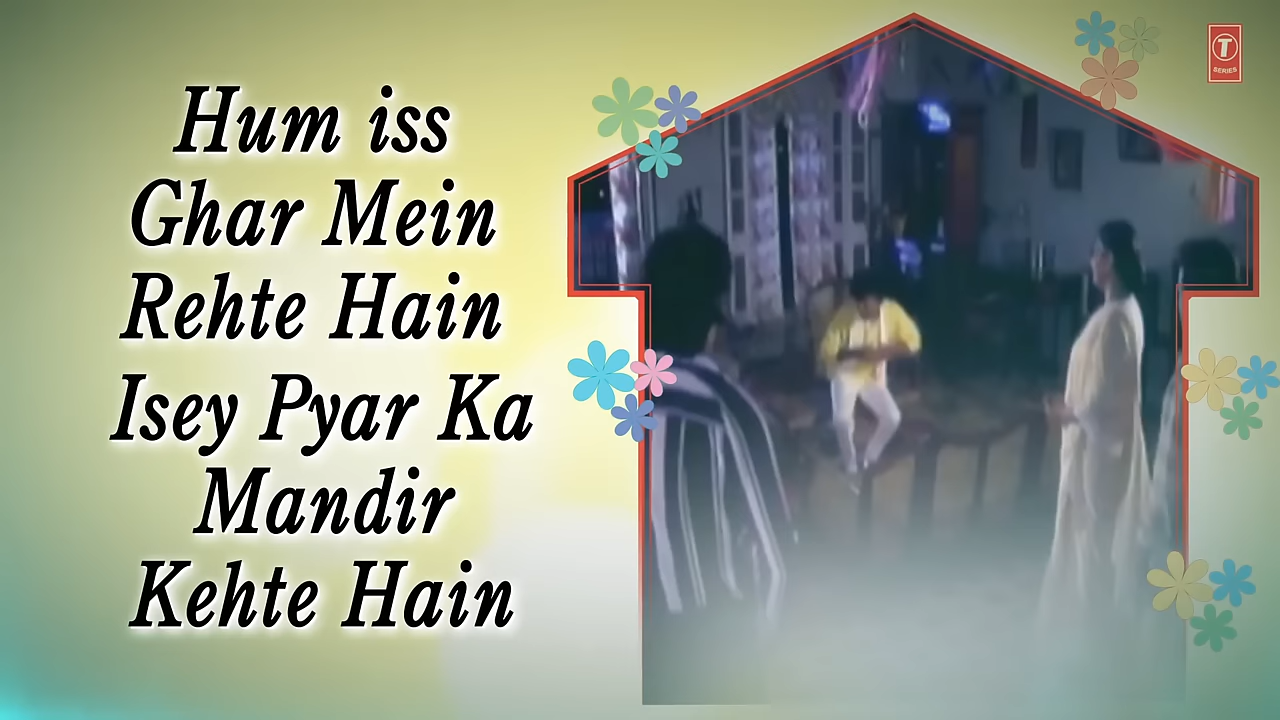 Hum iss
Ghar Mein
Rehte Hain
Isey Pyar Ka
Mandir
Kehte Hain
T
SERIES